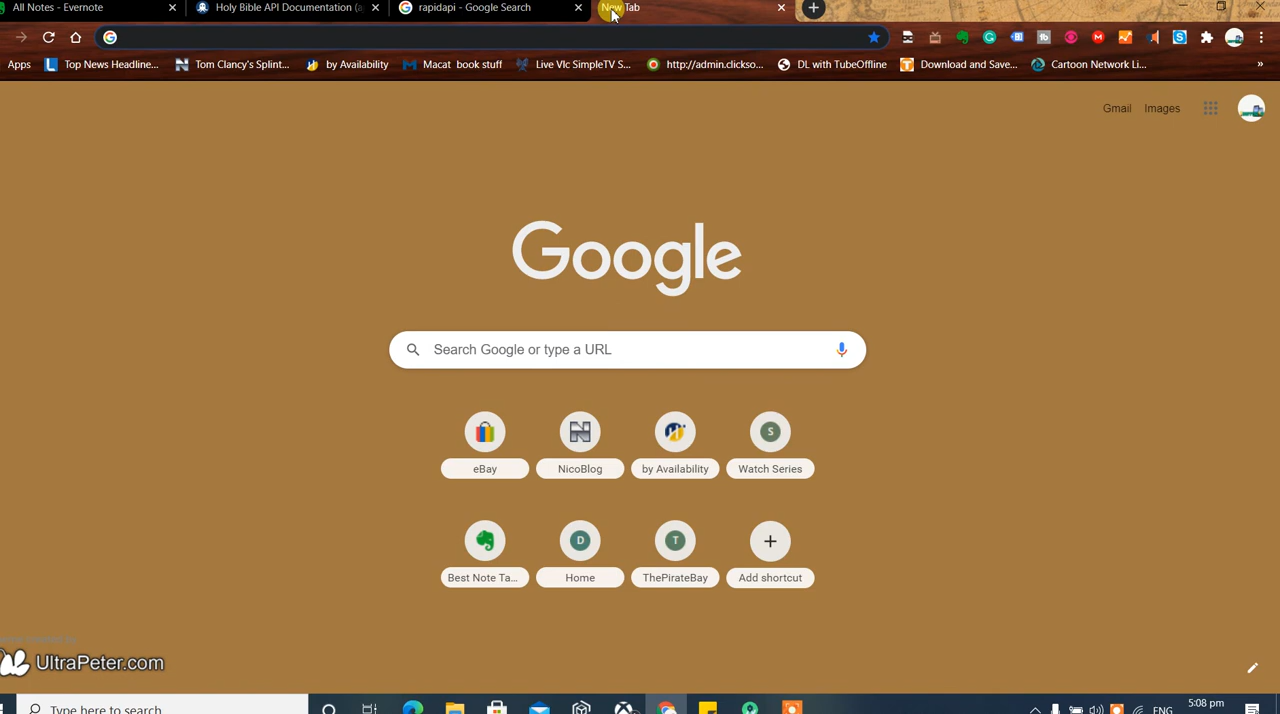 All Notes - Evernote
Holy Bible API Documentation (a
rapidapi - Google Search
New Tab
Apps
Top News Headline...
Tom Clancy's Splint...
by Availability
Macat book stuff
Live Vlc SimpleTV S...
http://admin.clickso...
DL with TubeOffline
Download and Save...
Cartoon Network Li...
»
Gmail
Images
Google
Search Google or type a URL
eBay
NicoBlog
by Availability
S
Watch Series
Best Note Ta...
D
Home
T
ThePirateBay
Add shortcut
UltraPeter.com
Type here to search
ENG
5:08 pm